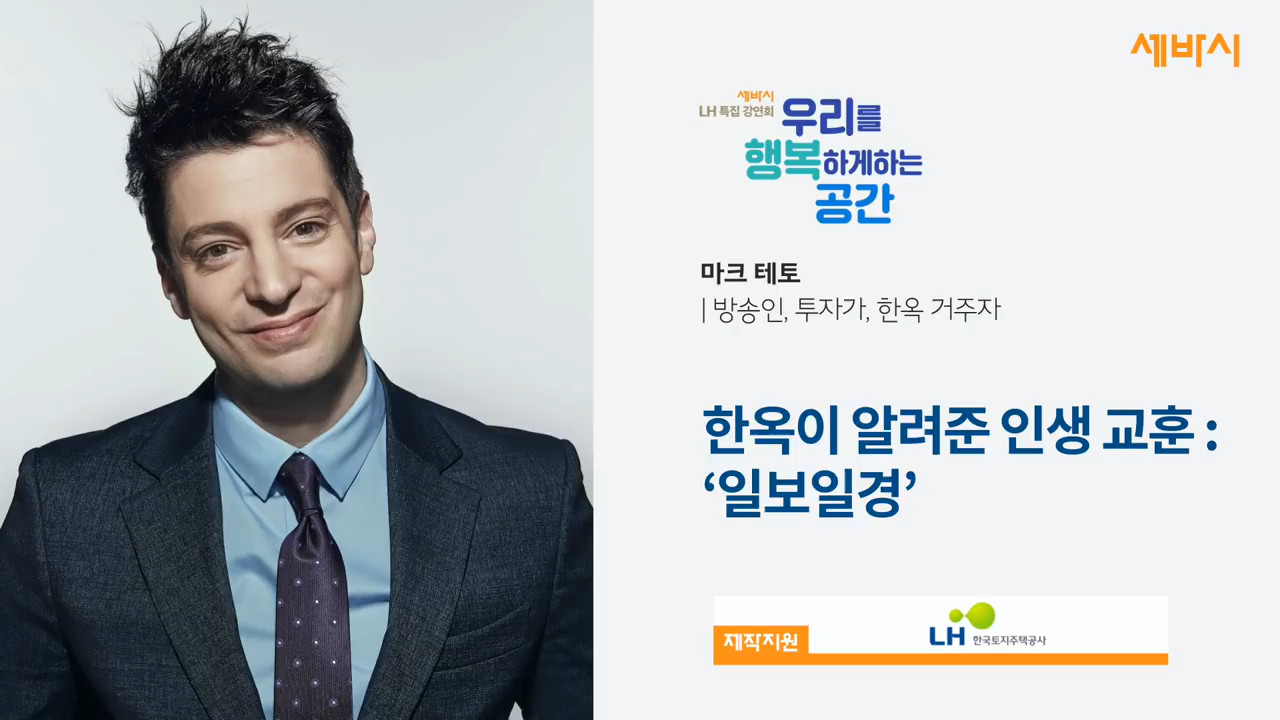 세바시
세바시
LH 특집 강연회
우리를
행복하게하는
공간
마크 테토
| 방송인, 투자가, 한옥 거주자
한옥이 알려준 인생 교훈 :
‘일보일경’
제작지원
LH 한국토지주택공사